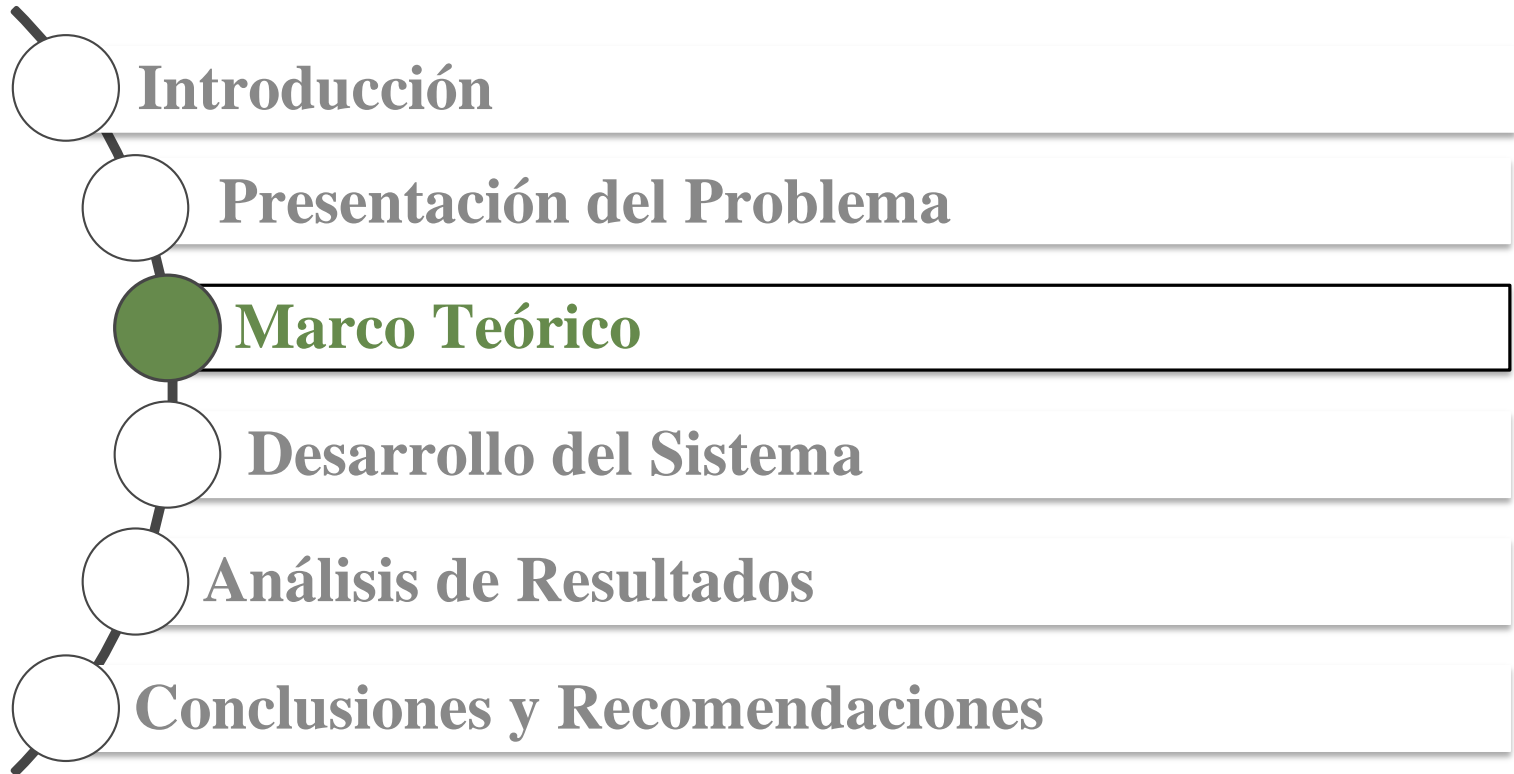 Introducción
Presentación del Problema
Marco Teórico
Desarrollo del Sistema
Análisis de Resultados
Conclusiones y Recomendaciones